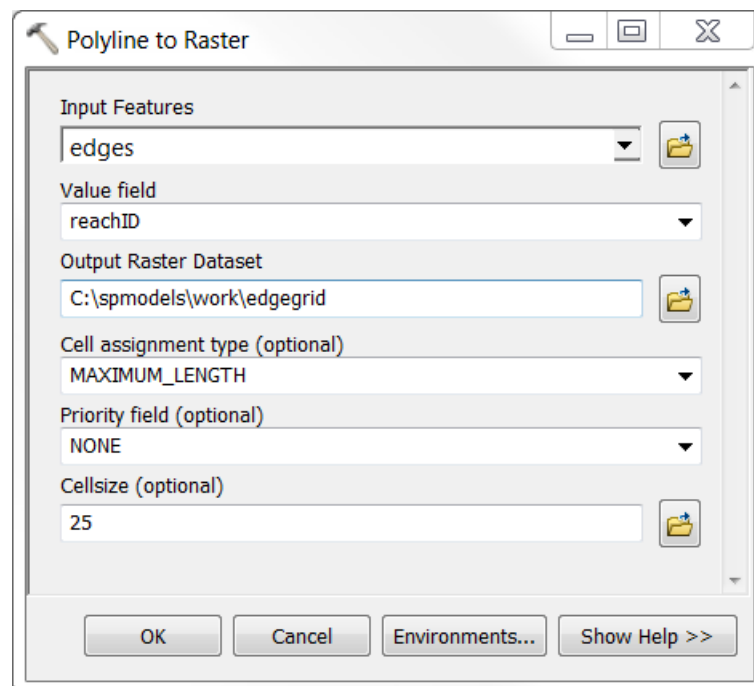 Polyline to Raster
Input Features
edges
Value field
reachID
Output Raster Dataset
C:\spmodels\work\edgegrid
Cell assignment type (optional)
MAXIMUM_LENGTH
Priority field (optional)
NONE
Cellsize (optional)
25
OK Cancel Environments... Show Help >>